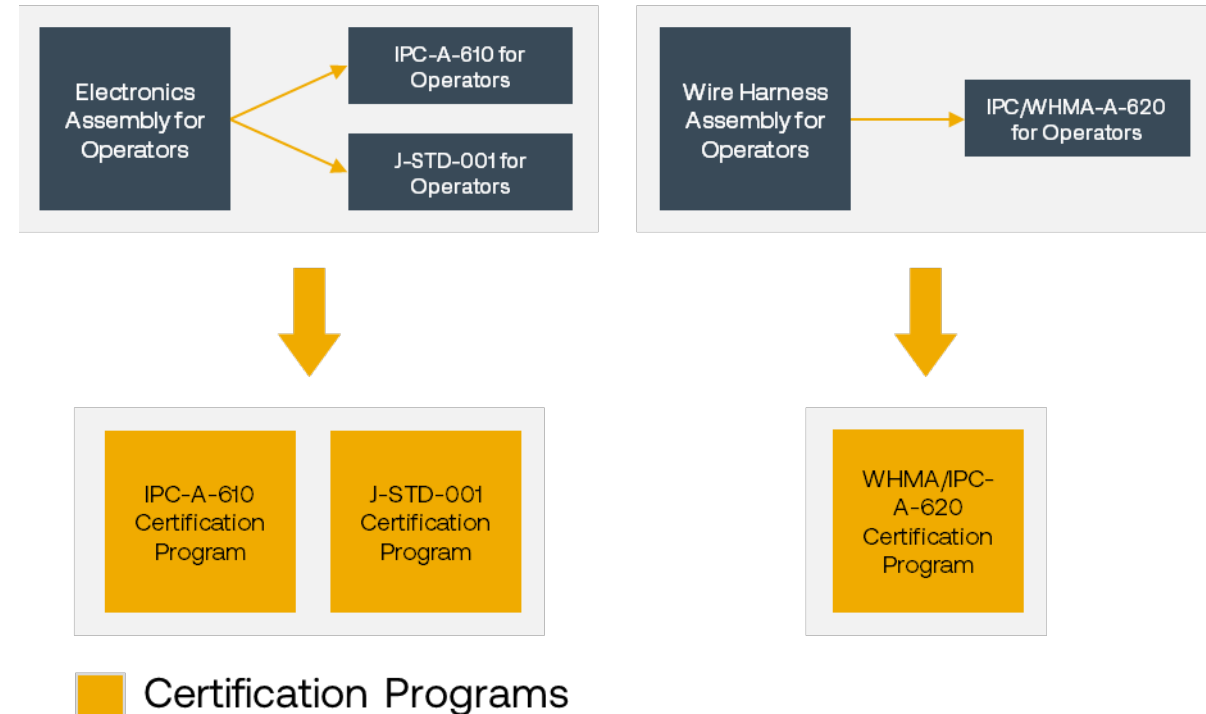 Electronics
Assembly for
Operators
IPC-A-610 for
Operators
J-STD-001 for
Operators
Wire Harness
Assembly for
Operators
IPC/WHMA-A-620
for Operators
IPC-A-610
Certification
Program
J-STD-001
Certification
Program
WHMA/IPC-
A-620
Certification
Program
Certification Programs